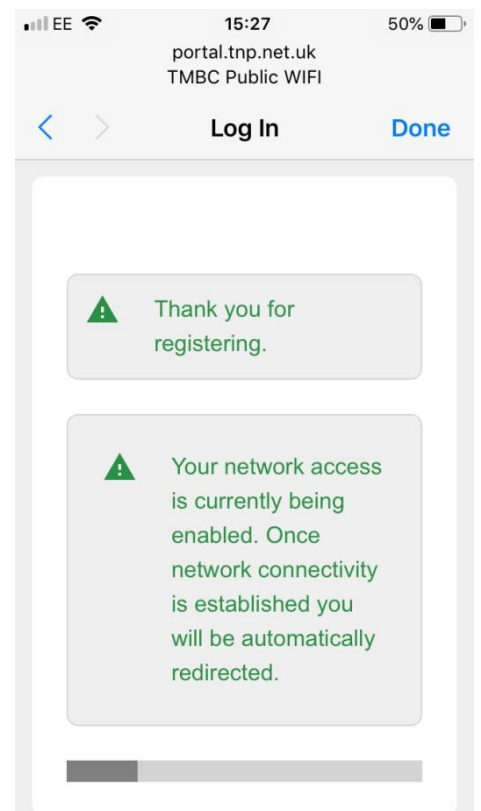 EE 15:27 50%
portal.tnp.net.uk
TMBC Public WIFI
Log In Done
Thank you for
registering.
Your network access
is currently being
enabled. Once
network connectivity
is established you
will be automatically
redirected.